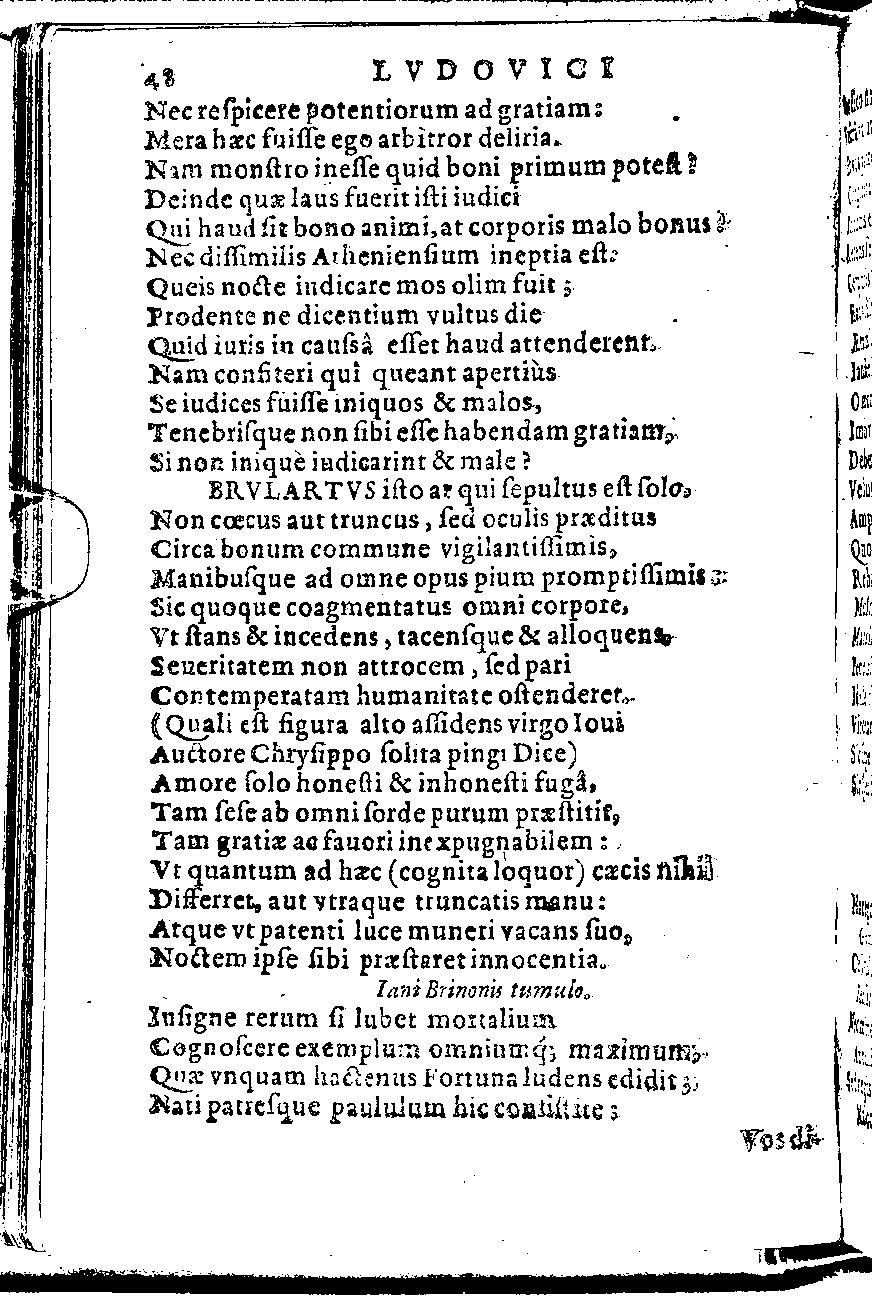 48 LVDOVICI
Nec reſpicere potentiorum ad gratiam:
Mera hæc fuiſſe ego arbitror deliria.
Nam monſtro ineſſe quid boni primum poteſt?
Deinde quæ laus fuerit iſti iudici
Qui haud ſit bono animi, at corporis malo bonus?
Nec diſſimilis Athenienſium ineptia eſt:
Queis nocte iudicare mos olim fuit;
Prodente ne dicentium vultus die
Quid iuris in cauſsâ eſſet haud attenderent.
Nam confiteri quî queant apertiùs
Se iudices fuiſſe iniquos & malos,
Tenebriſque non ſibi eſſe habendam gratiam,
Si non iniquè iudicarint & male?
BRVLARTVS iſto at qui ſepultus eſt ſolo,
Non cœcus aut truncus, ſed oculis præditus
Circa bonum commune vigilantiſſimis,
Manibuſque ad omne opus pium promptiſſimis:
Sic quoque coagmentatus omni corpore,
Vt ſtans & incedens, tacenſque & alloquens,
Seueritatem non attrocem, ſed pari
Contemperatam humanitate oſtenderet.
(Quali eſt figura alto aſſidens virgo Ioui
Auctore Chryſippo ſolita pingi Dice)
Amore ſolo honeſti & inhoneſti fugâ,
Tam ſeſe ab omni ſorde purum præſtitit,
Tam gratiæ ac fauori inexpugnabilem:
Vt quantum ad hæc (cognita loquor) cæcis nihil
Differret, aut vtraque truncatis manu:
Atque vt patenti luce muneri vacans ſuo,
Noctem ipſe ſibi præſtaret innocentia.
Iani Brinonis tumulo.
Inſigne rerum ſi lubet mortalium
Cognoſcere exemplum omniumq́; maximum,
Quæ vnquam hactenus Fortuna ludens edidit;
Nati patreſque paululum hic conſiſtite;